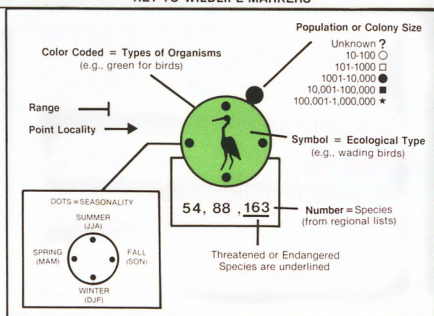 KEY TO WILDLIFE MARKERS
Population or Colony Size
Unknown ?
10-100 ○
101-1000 □
1001-10,000 ●
10,001-100,000 ■
100,001-1,000,000 ★
Color Coded = Types of Organisms
(e.g., green for birds)
Range
Point Locality
Symbol = Ecological Type
(e.g., wading birds)
DOTS = SEASONALITY
SUMMER
(JJA)
SPRING
(MAM)
FALL
(SON)
WINTER
(DJF)
54, 88 ,163
Number = Species
(from regional lists)
Threatened or Endangered
Species are underlined